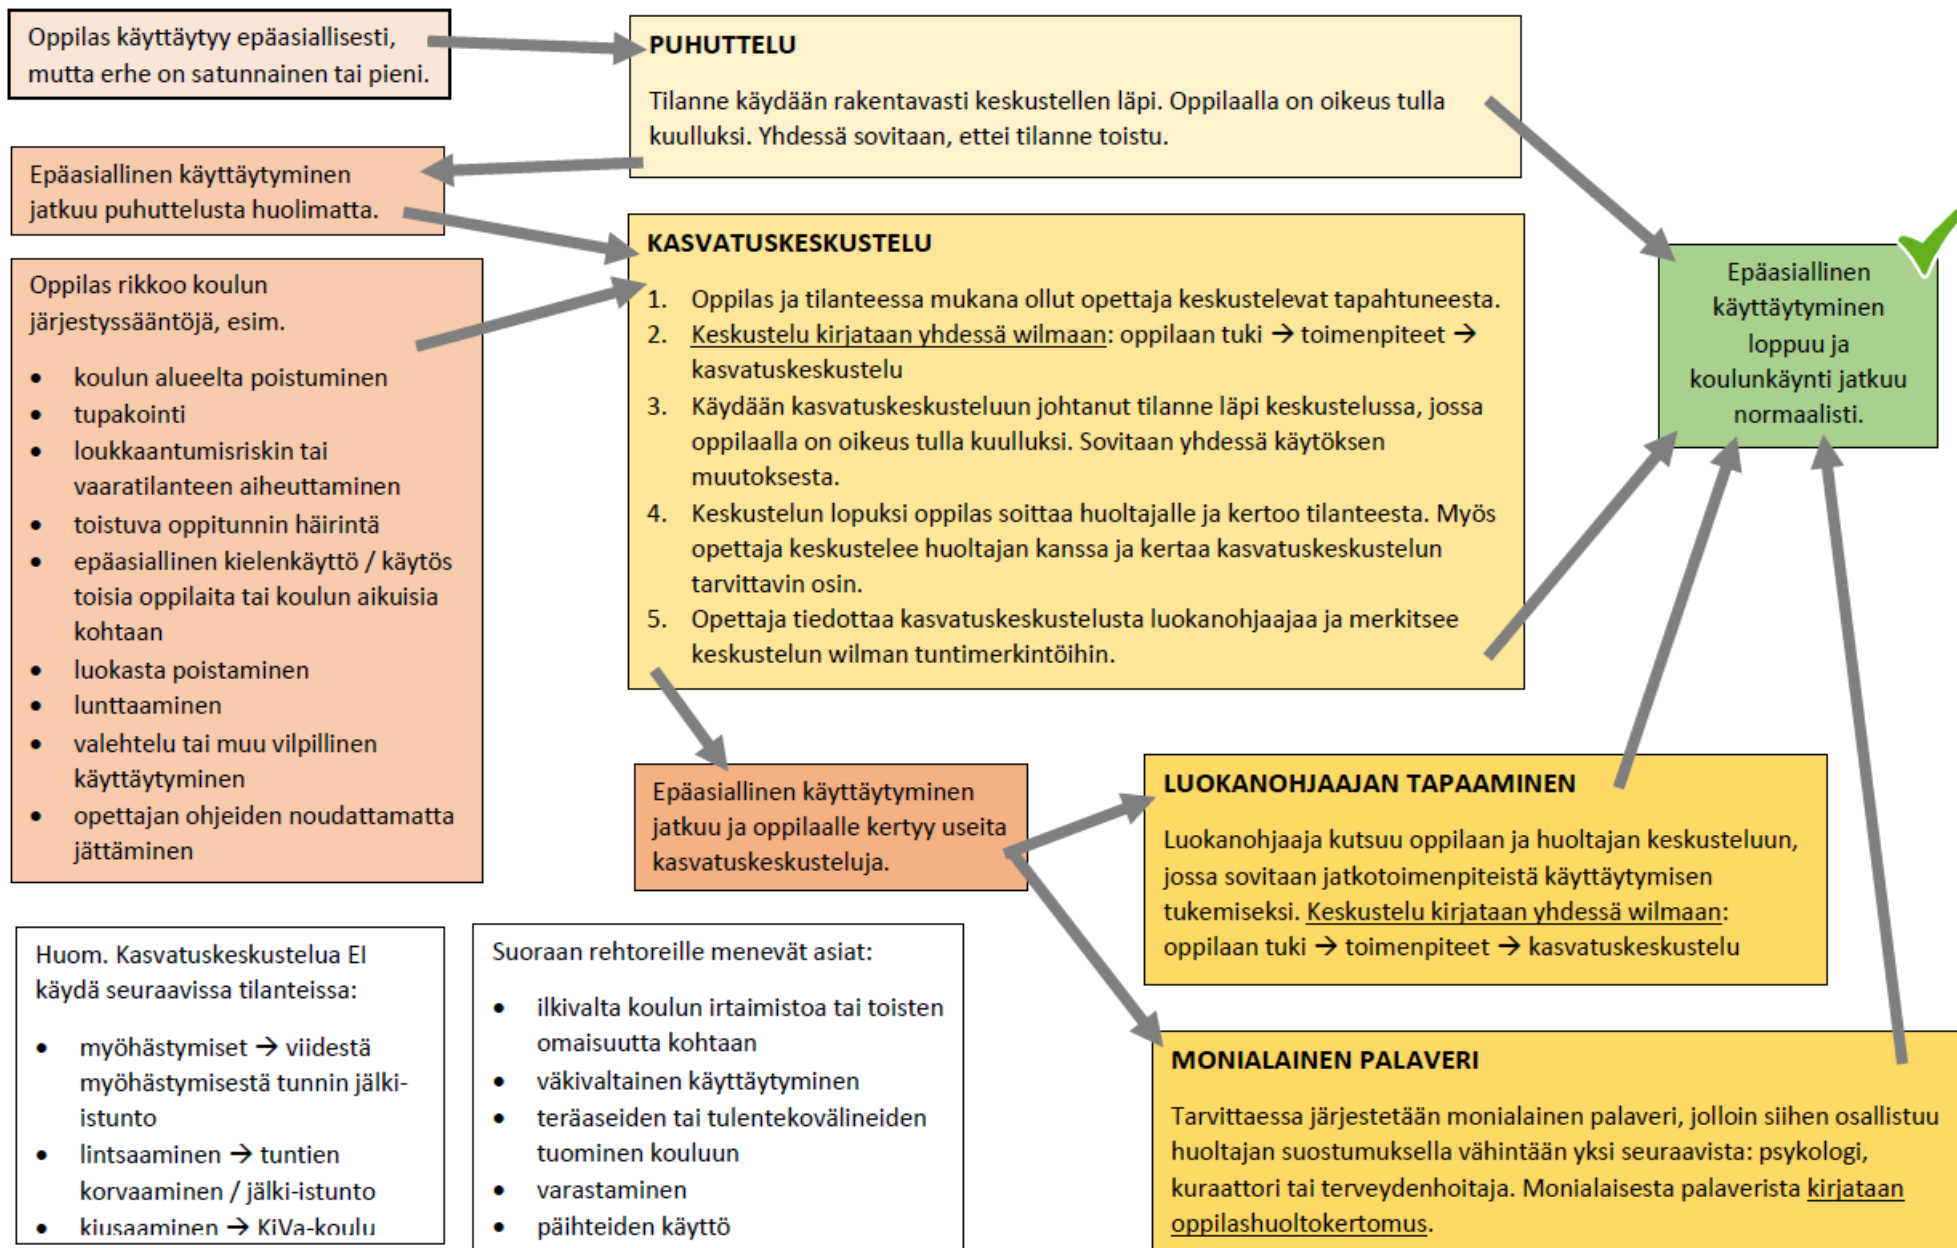 Oppilas käyttäytyy epäasiallisesti,
mutta erhe on satunnainen tai pieni.
PUHUTTELU
Tilanne käydään rakentavasti keskustellen läpi. Oppilaalla on oikeus tulla
kuulluksi. Yhdessä sovitaan, ettei tilanne toistu.
Epäasiallinen käyttäytyminen
jatkuu puhuttelusta huolimatta.
Oppilas rikkoo koulun
järjestyssääntöjä, esim.
• koulun alueelta poistuminen
• tupakointi
• loukkaantumisriskin tai
vaaratilanteen aiheuttaminen
• toistuva oppitunnin häirintä
• epäasiallinen kielenkäyttö / käytös
toisia oppilaita tai koulun aikuisia
kohtaan
• luokasta poistaminen
• lunttaaminen
• valehtelu tai muu vilpillinen
käyttäytyminen
• opettajan ohjeiden noudattamatta
jättäminen
KASVATUSKESKUSTELU
1. Oppilas ja tilanteessa mukana ollut opettaja keskustelevat tapahtuneesta.
2. Keskustelu kirjataan yhdessä wilmaan: oppilaan tuki → toimenpiteet →
kasvatuskeskustelu
3. Käydään kasvatuskeskusteluun johtanut tilanne läpi keskustelussa, jossa
oppilaalla on oikeus tulla kuulluksi. Sovitaan yhdessä käytöksen
muutoksesta.
4. Keskustelun lopuksi oppilas soittaa huoltajalle ja kertoo tilanteesta. Myös
opettaja keskustelee huoltajan kanssa ja kertaa kasvatuskeskustelun
tarvittavin osin.
5. Opettaja tiedottaa kasvatuskeskustelusta luokanohjaajaa ja merkitsee
keskustelun wilman tuntimerkintöihin.
Epäasiallinen
käyttäytyminen
loppuu ja
koulunkäynti jatkuu
normaalisti.
Epäasiallinen käyttäytyminen
jatkuu ja oppilaalle kertyy useita
kasvatuskeskusteluja.
LUOKANOHJAAJAN TAPAAMINEN
Luokanohjaaja kutsuu oppilaan ja huoltajan keskusteluun,
jossa sovitaan jatkotoimenpiteistä käyttäytymisen
tukemiseksi. Keskustelu kirjataan yhdessä wilmaan:
oppilaan tuki → toimenpiteet → kasvatuskeskustelu
MONIALAINEN PALAVERI
Tarvittaessa järjestetään monialainen palaveri, jolloin siihen osallistuu
huoltajan suostumuksella vähintään yksi seuraavista: psykologi,
kuraattori tai terveydenhoitaja. Monialaisesta palaverista kirjataan
oppilashuoltokertomus.
Huom. Kasvatuskeskustelua EI
käydä seuraavissa tilanteissa:
• myöhästymiset → viidestä
myöhästymisestä tunnin jälki-
istunto
• lintsaaminen → tuntien
korvaaminen / jälki-istunto
• kiusaaminen → KiVa-koulu
Suoraan rehtoreille menevät asiat:
• ilkivalta koulun irtaimistoa tai toisten
omaisuutta kohtaan
• väkivaltainen käyttäytyminen
• teräaseiden tai tulentekovälineiden
tuominen kouluun
• varastaminen
• päihteiden käyttö